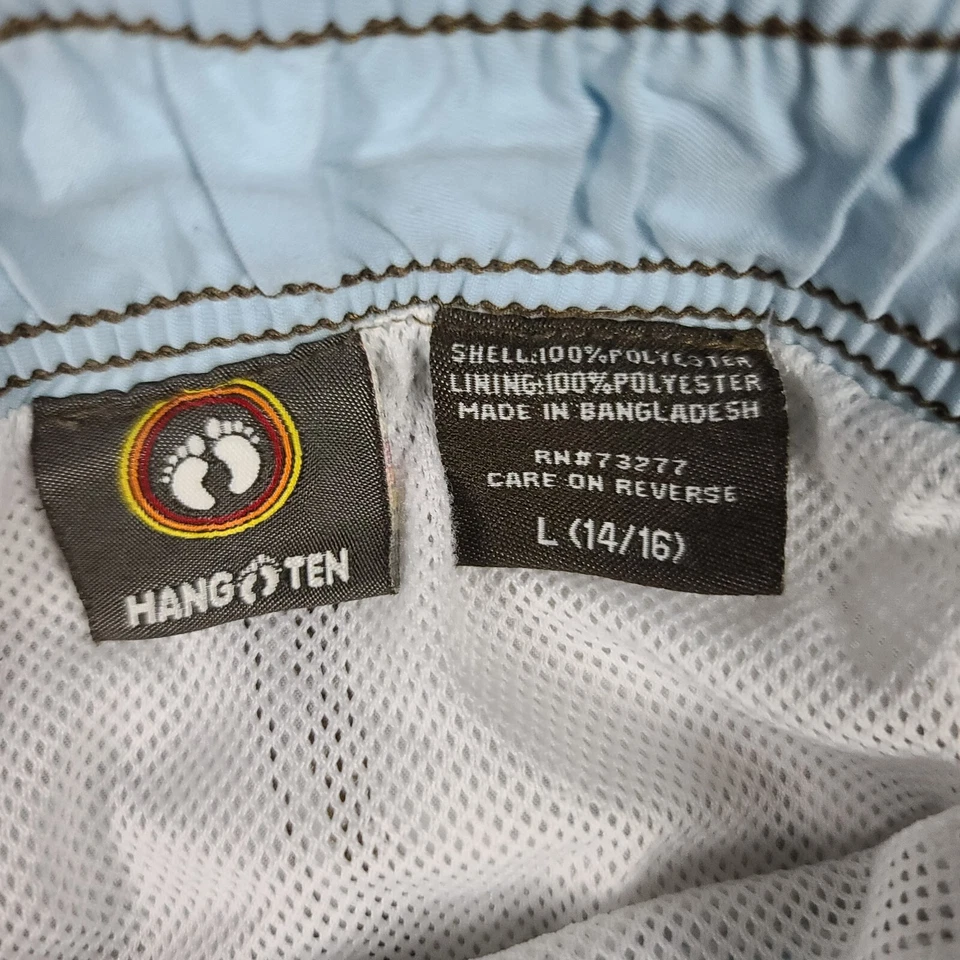 HANG TEN
SHELL:100%POLYESTER
LINING:100%POLYESTER
MADE IN BANGLADESH
RN#73277
CARE ON REVERSE
L (14/16)